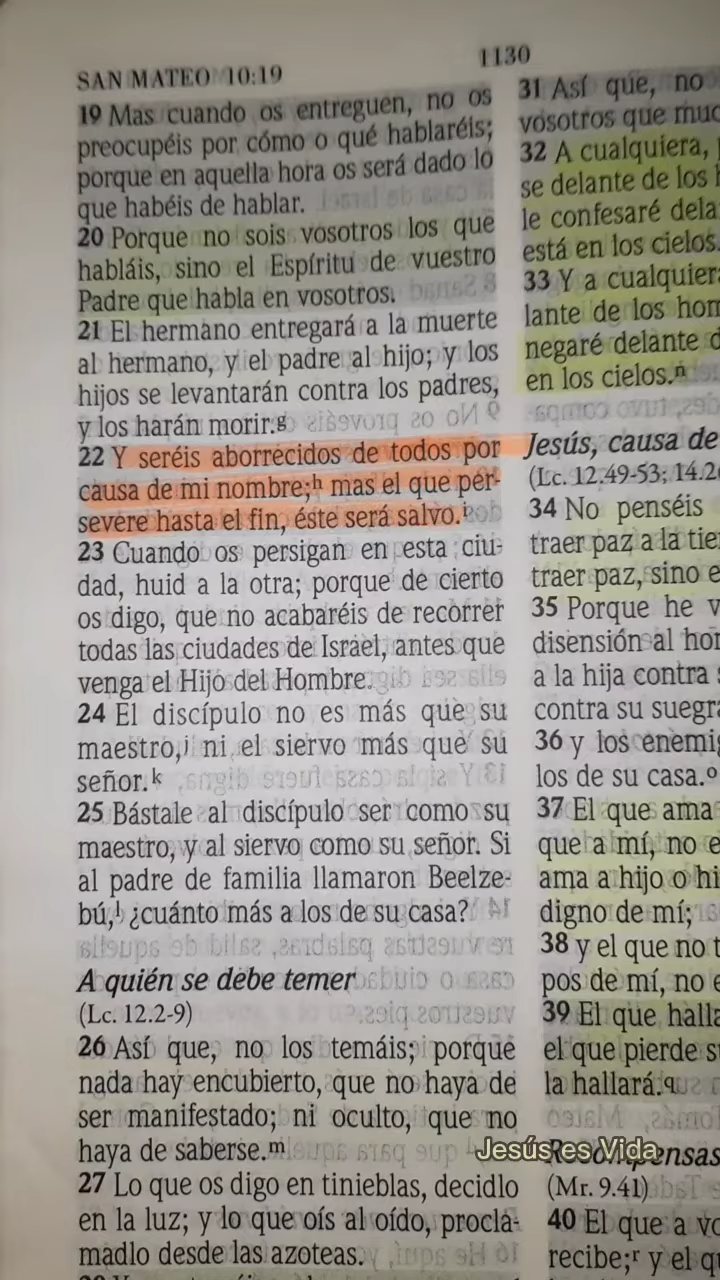 SAN MATEO 10:19
1130
19 Mas cuando os entreguen, no os
preocupéis por cómo o qué hablaréis;
porque en aquella hora os será dado lo
que habéis de hablar.
20 Porque no sois vosotros los que
habláis, sino el Espíritu de vuestro
Padre que habla en vosotros.
21 El hermano entregará a la muerte
al hermano, y el padre al hijo; y los
hijos se levantarán contra los padres,
y los harán morir.g
22 Y seréis aborrecidos de todos por
causa de mi nombre;h mas el que per-
severe hasta el fin, éste será salvo.i
23 Cuando os persigan en esta ciu-
dad, huid a la otra; porque de cierto
os digo, que no acabaréis de recorrer
todas las ciudades de Israel, antes que
venga el Hijo del Hombre.
24 El discípulo no es más que su
maestro,j ni el siervo más que su
señor.k
25 Bástale al discípulo ser como su
maestro, y al siervo como su señor. Si
al padre de familia llamaron Beelze-
bú,l ¿cuánto más a los de su casa?
A quién se debe temer
(Lc. 12.2-9)
26 Así que, no los temáis; porque
nada hay encubierto, que no haya de
ser manifestado; ni oculto, que no
haya de saberse.m
27 Lo que os digo en tinieblas, decidlo
en la luz; y lo que oís al oído, proclá-
madlo desde las azoteas.
31 Así que, no
vosotros que
32 A cualquiera,
se delante de los
le confesaré
está en los cielos.
33 Y a
lante de los
negaré delante
en los cielos.ñ
Jesús, causa de
(Lc. 12.49-53;
34 No penséis
traer paz a la
traer paz, sino
35 Porque he
disensión al
a la hija contra
contra su
36 y los
los de su casa.o
37 El que ama
que a mí, no
ama a hijo o
digno de mí;
38 y el que no
pos de mí, no
39 El que
el que pierde
la hallará.q
Recompensas
(Mr. 9.41)
40 El que a
recibe;r y el
Jesús es Vida